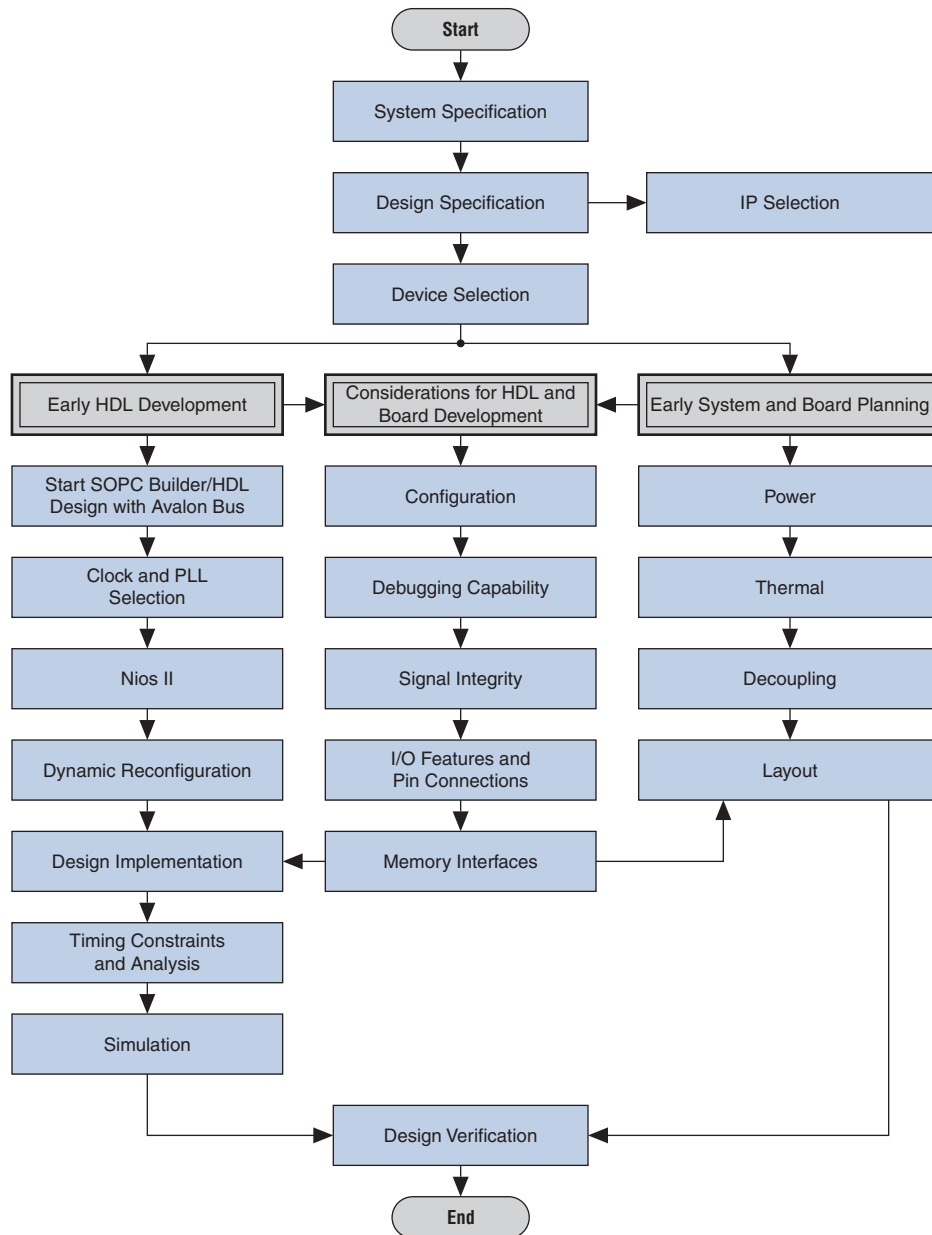 Start
System Specification
Design Specification
IP Selection
Device Selection
Early HDL Development
Considerations for HDL and
Board Development
Early System and Board Planning
Start SOPC Builder/HDL
Design with Avalon Bus
Configuration
Power
Clock and PLL
Selection
Debugging Capability
Thermal
Nios II
Signal Integrity
Decoupling
Dynamic Reconfiguration
I/O Features and
Pin Connections
Layout
Design Implementation
Memory Interfaces
Timing Constraints
and Analysis
Simulation
Design Verification
End